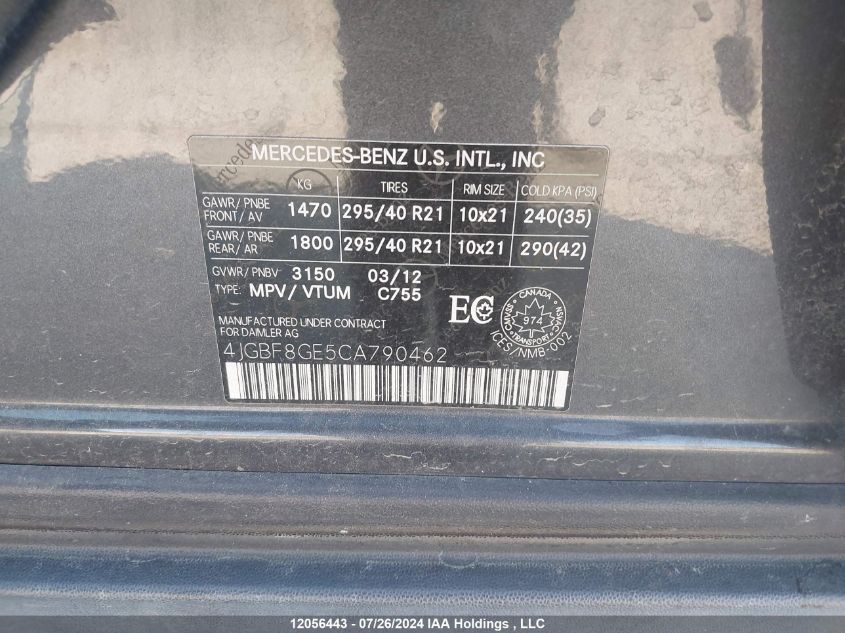 MERCEDES-BENZ U.S. INTL., INC
KG TIRES RIM SIZE COLD KPA (PSI)
GAWR/ PNBE FRONT/ AV 1470 295/40 R21 10x21 240(35)
GAWR/ PNBE REAR/ AR 1800 295/40 R21 10x21 290(42)
GVWR/ PNBV 3150 03/12
TYPE: MPV/ VTUM C755
EC
CANADA
974
TRANSPORT
ICES/NMB-002
MANUFACTURED UNDER CONTRACT
FOR DAIMLER AG
4JGBF8GE5CA790462
12056443 - 07/26/2024 IAA Holdings , LLC